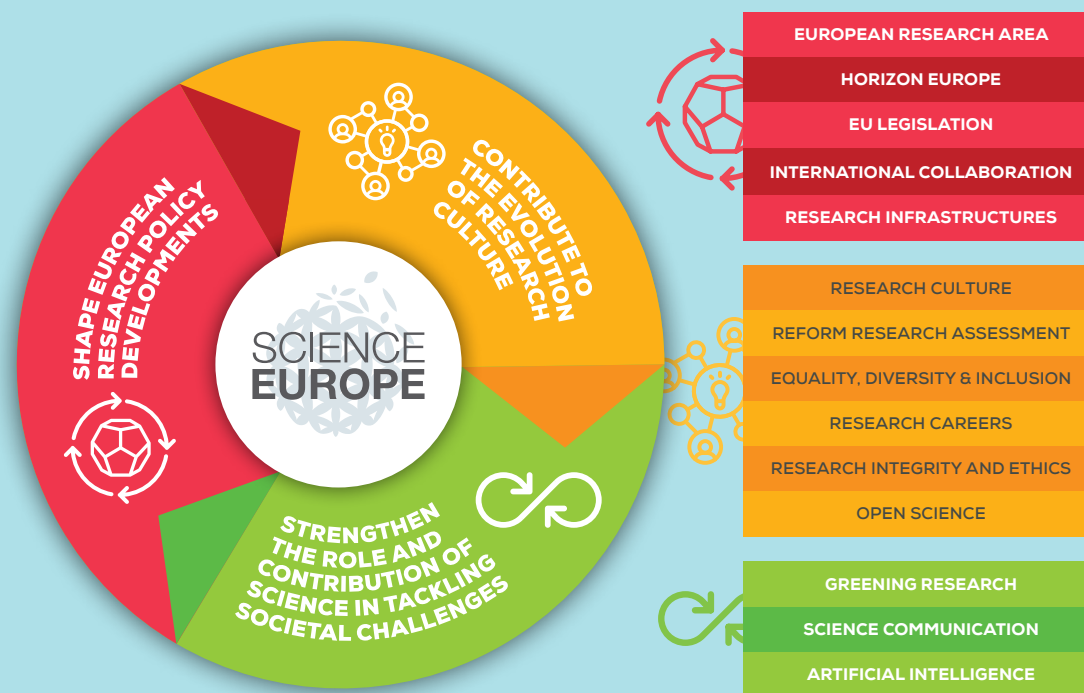 SHAPE EUROPEAN
RESEARCH POLICY
DEVELOPMENTS
CONTRIBUTE TO
THE EVOLUTION
OF RESEARCH
CULTURE
SCIENCE
EUROPE
STRENGTHEN
THE ROLE AND
CONTRIBUTION OF
SCIENCE IN TACKLING
SOCIETAL CHALLENGES
EUROPEAN RESEARCH AREA
HORIZON EUROPE
EU LEGISLATION
INTERNATIONAL COLLABORATION
RESEARCH INFRASTRUCTURES
RESEARCH CULTURE
REFORM RESEARCH ASSESSMENT
EQUALITY, DIVERSITY & INCLUSION
RESEARCH CAREERS
RESEARCH INTEGRITY AND ETHICS
OPEN SCIENCE
GREENING RESEARCH
SCIENCE COMMUNICATION
ARTIFICIAL INTELLIGENCE